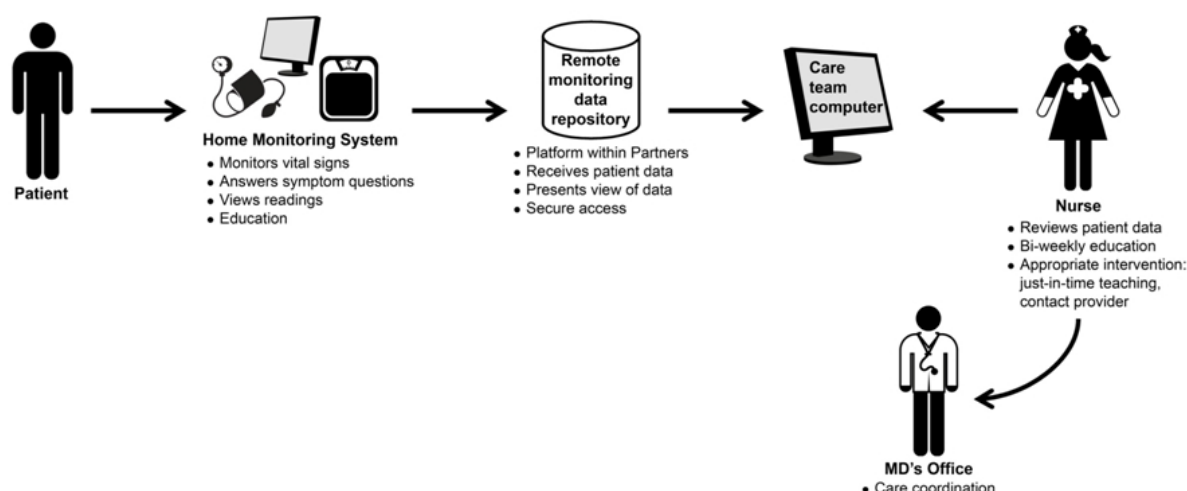 Patient
Home Monitoring System
• Monitors vital signs
• Answers symptom questions
• Views readings
• Education
Remote
monitoring
data
repository
• Platform within Partners
• Receives patient data
• Presents view of data
• Secure access
Care
team
computer
Nurse
• Reviews patient data
• Bi-weekly education
• Appropriate intervention:
just-in-time teaching,
contact provider
MD's Office
• Care coordination